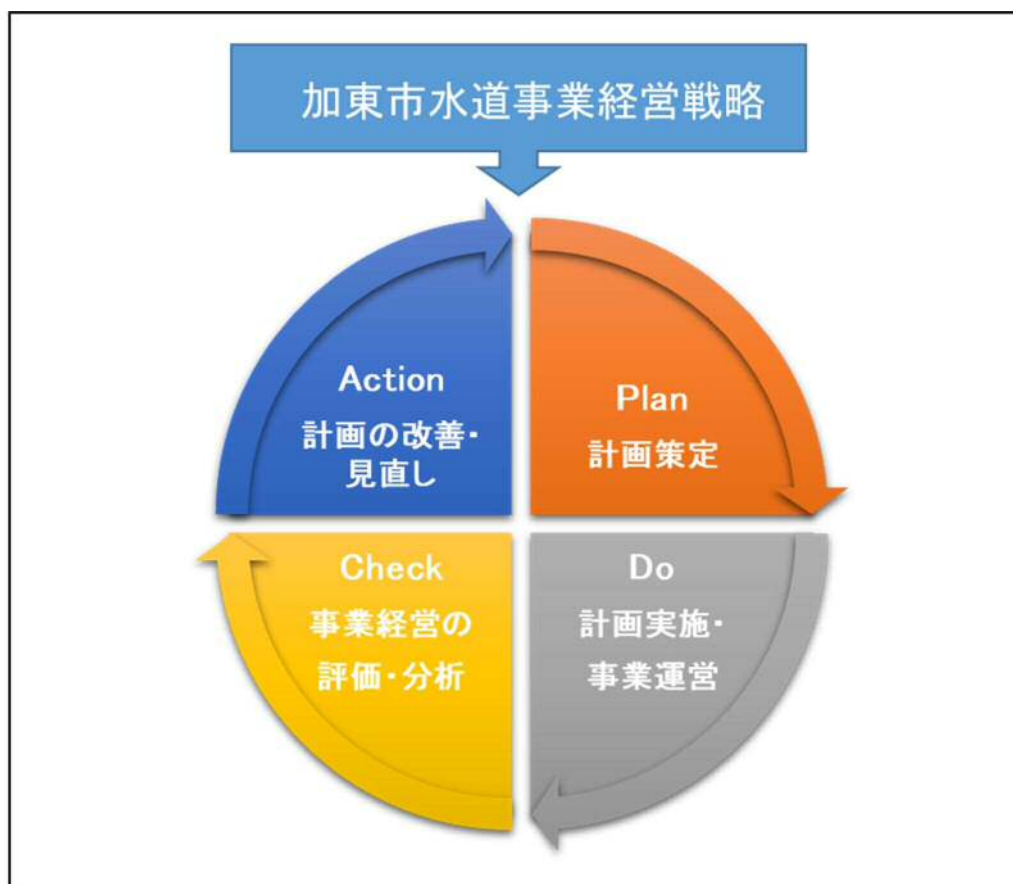 加東市水道事業経営戦略
Action
計画の改善・
見直し
Plan
計画策定
Check
事業経営の
評価・分析
Do
計画実施・
事業運営